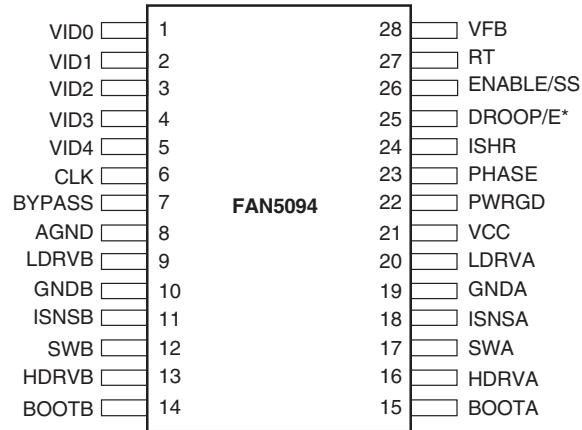 VID0 1 28 VFB
VID1 2 27 RT
VID2 3 26 ENABLE/SS
VID3 4 25 DROOP/E*
VID4 5 24 ISHR
CLK 6 23 PHASE
BYPASS 7 FAN5094 22 PWRGD
AGND 8 21 VCC
LDRVB 9 20 LDRVA
GNDB 10 19 GNDA
ISNSB 11 18 ISNSA
SWB 12 17 SWA
HDRVB 13 16 HDRVA
BOOTB 14 15 BOOTA